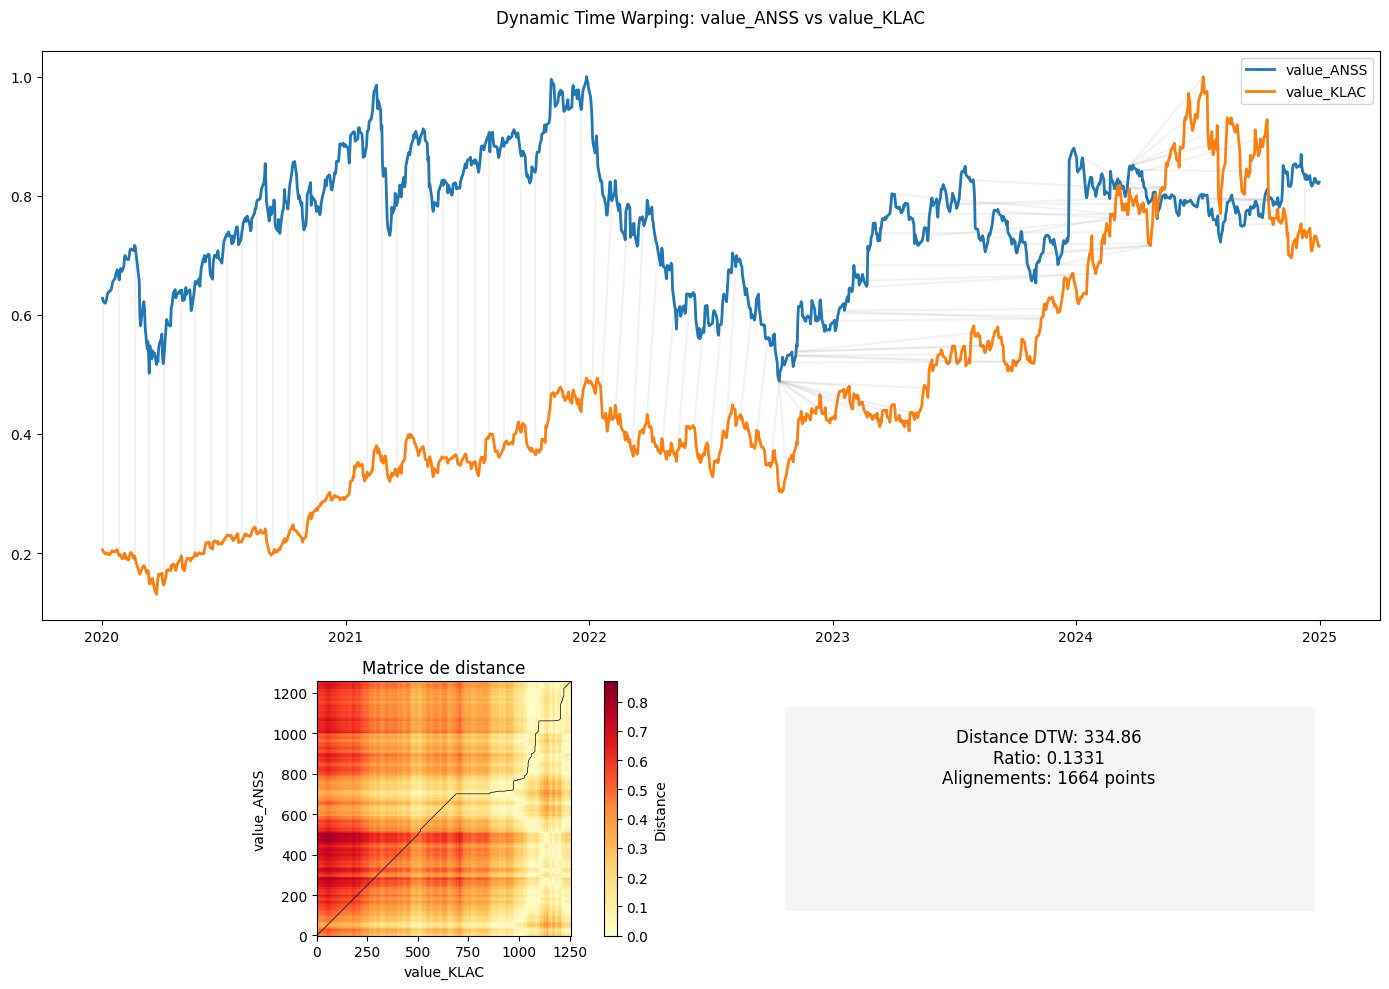 Dynamic Time Warping: value_ANSS vs value_KLAC
value_ANSS
value_KLAC
1.0
0.8
0.6
0.4
0.2
2020 2021 2022 2023 2024 2025
Matrice de distance
value_ANSS
1200
1000
800
600
400
200
0
0 250 500 750 1000 1250
value_KLAC
0.8
0.7
0.6
0.5
0.4
0.3
0.2
0.1
0.0
Distance
Distance DTW: 334.86
Ratio: 0.1331
Alignements: 1664 points